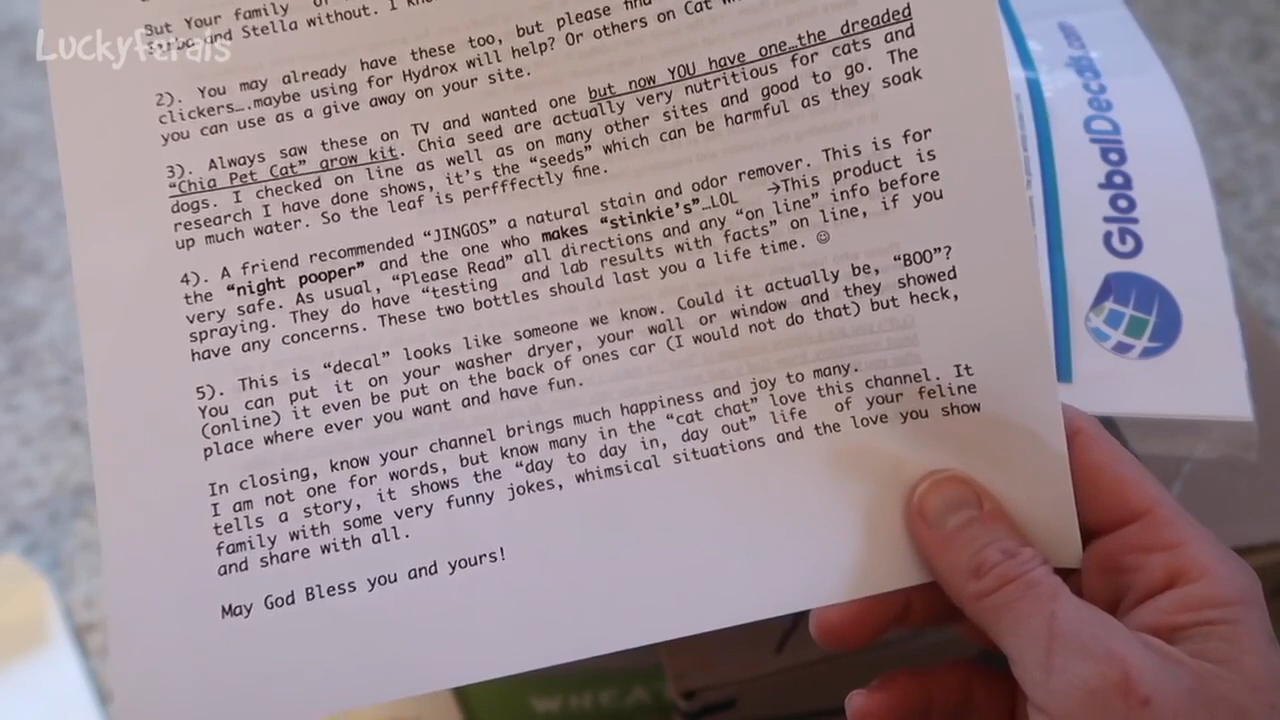 Luckyferals
But Your family
and Stella without. I
2). You may already have these too, but please find
clickers….maybe using for Hydrox will help? Or others on Cat
you can use as a give away on your site.
3). Always saw these on TV and wanted one but now YOU have one…the dreaded
“Chia Pet Cat” grow kit. Chia seed are actually very nutritious for cats and
dogs. I checked on line as well as on many other sites and good to go. The
research I have done shows, it’s the “seeds” which can be harmful as they soak
up much water. So the leaf is perfffectly fine.
4). A friend recommended “JINGOS” a natural stain and odor remover. This is for
the “night pooper” and the one who makes “stinkie’s”…LOL →This product is
very safe. As usual, “Please Read” all directions and any “on line” info before
spraying. They do have “testing and lab results with facts” on line, if you
have any concerns. These two bottles should last you a life time. ☺
5). This is “decal” looks like someone we know. Could it actually be, “BOO”?
You can put it on your washer dryer, your wall or window and they showed
(online) it even be put on the back of ones car (I would not do that) but heck,
place where ever you want and have fun.
In closing, know your channel brings much happiness and joy to many.
I am not one for words, but know many in the “cat chat” love this channel. It
tells a story, it shows the “day to day in, day out” life of your feline
family with some very funny jokes, whimsical situations and the love you show
and share with all.
May God Bless you and yours!
GlobalDecals.com
WHEA